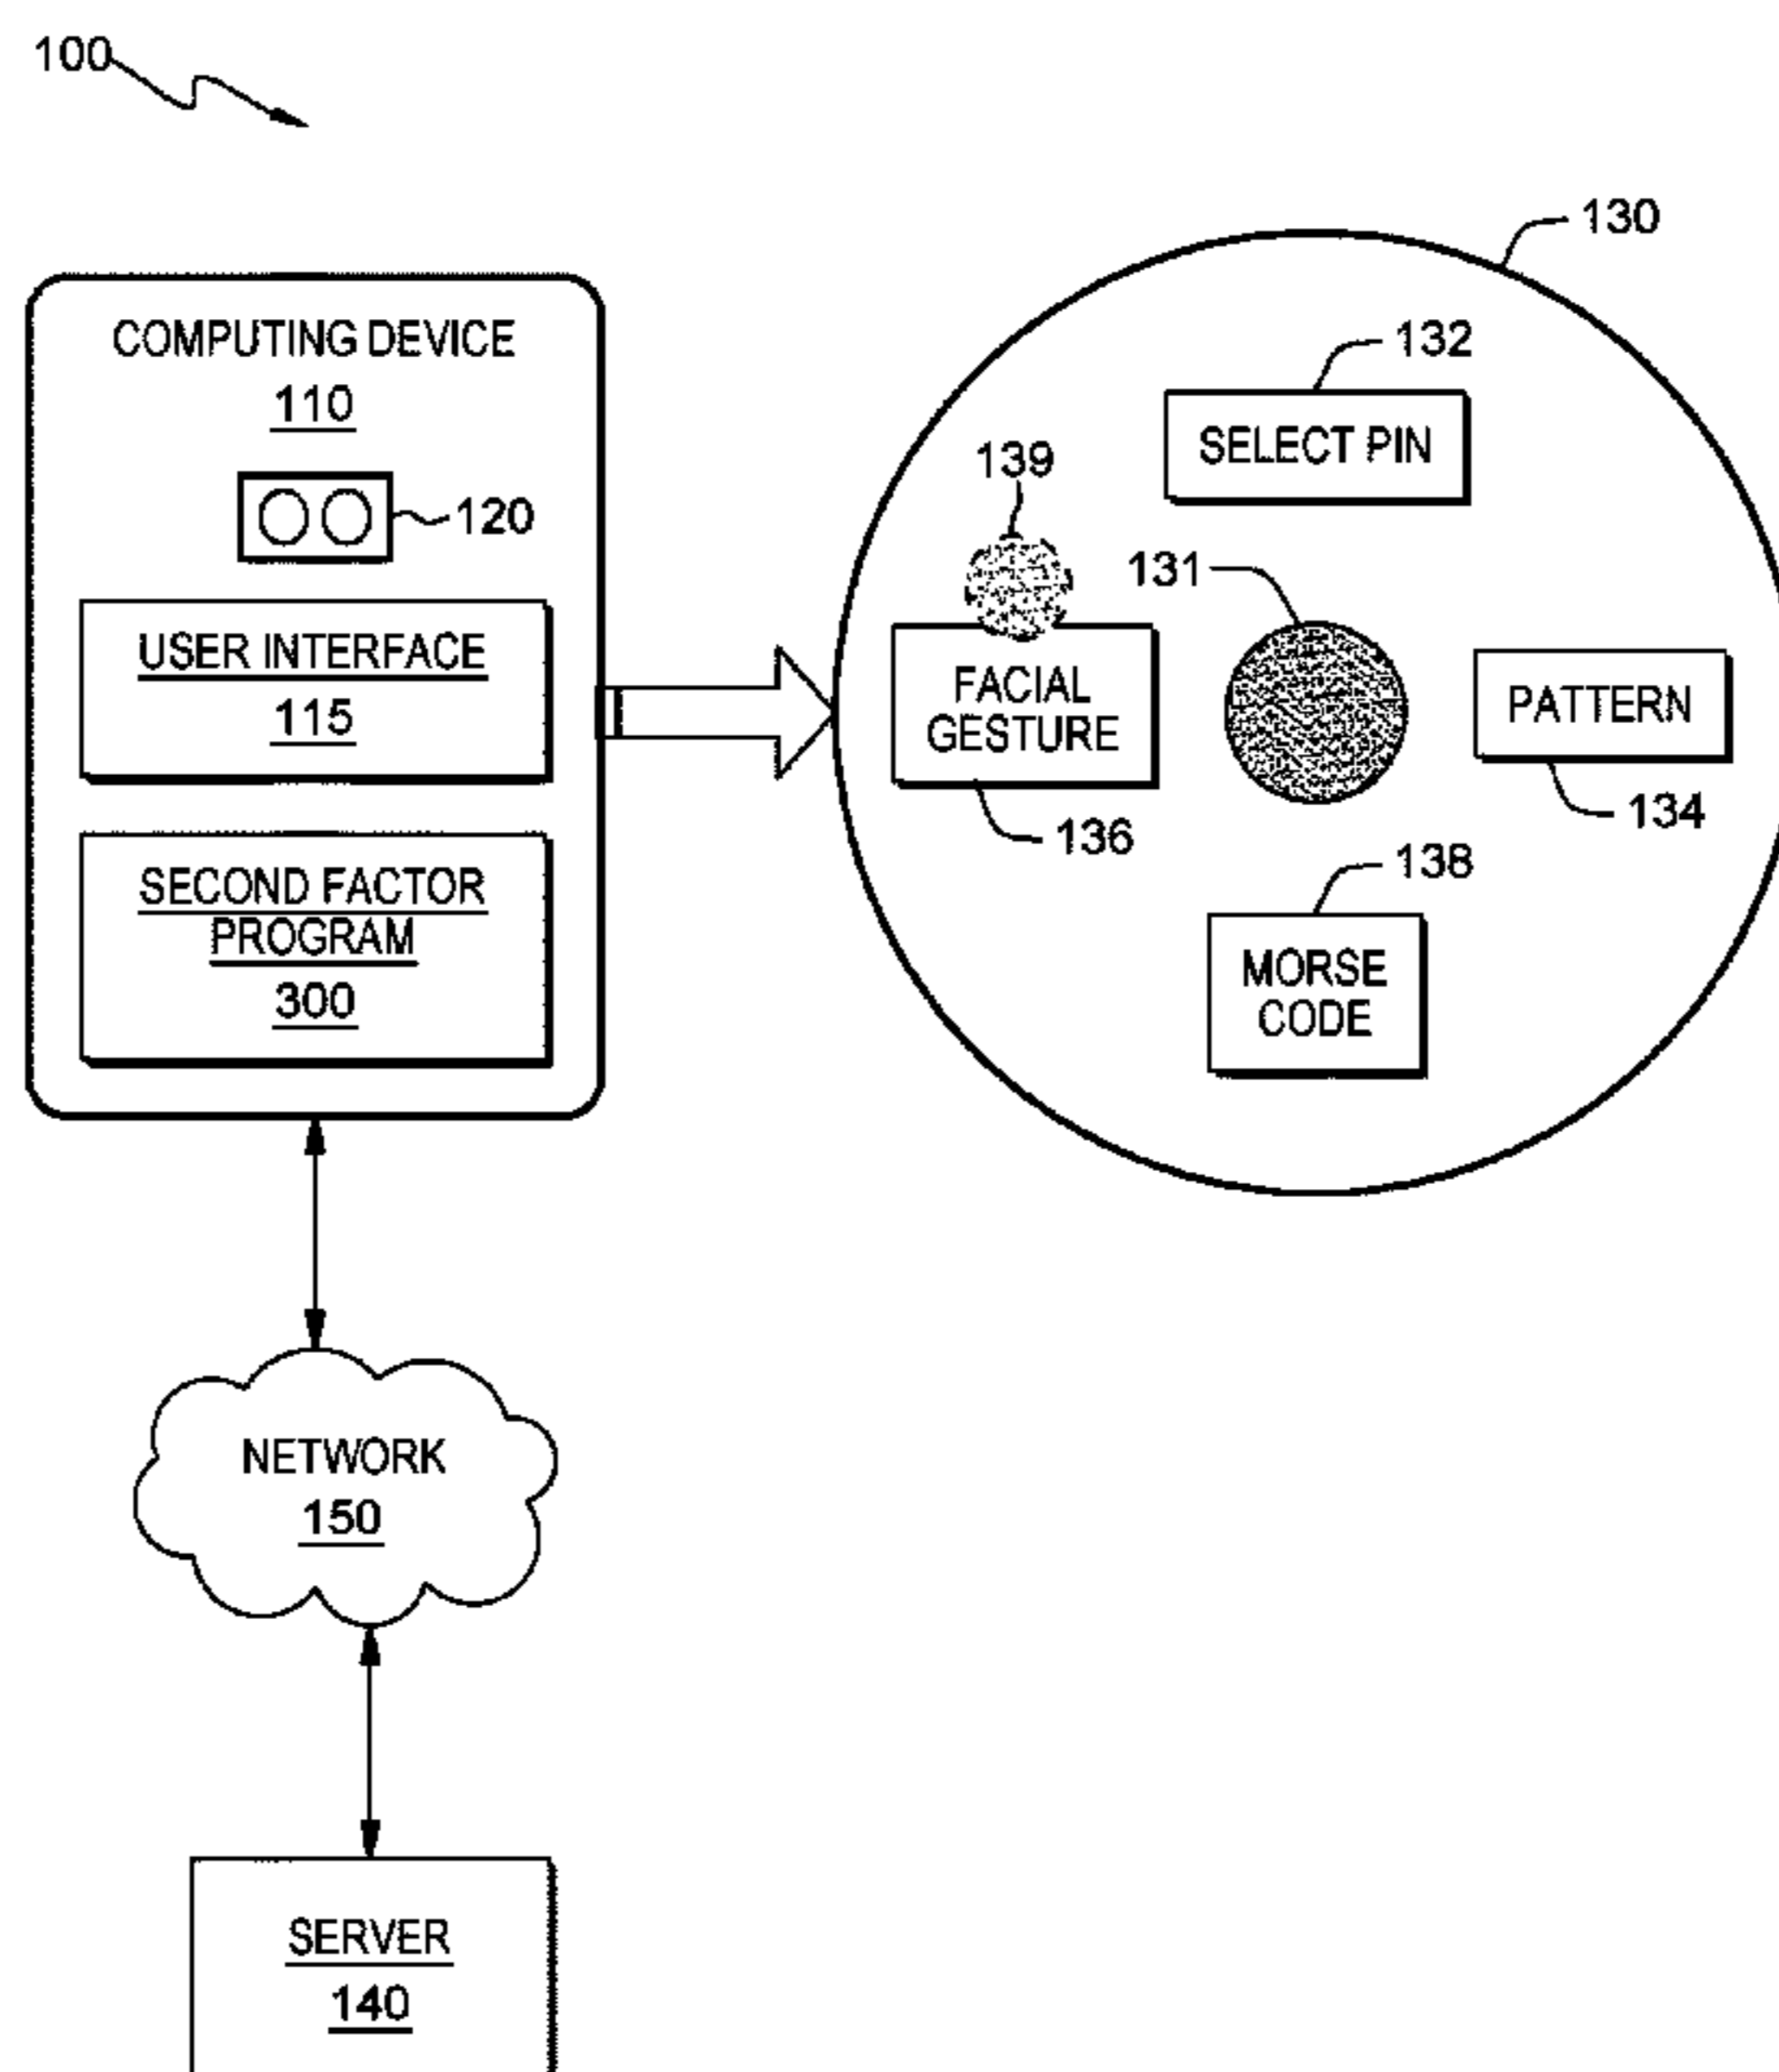 100
130
COMPUTING DEVICE
110
120
USER INTERFACE
115
SECOND FACTOR
PROGRAM
300
132
SELECT PIN
139
131
FACIAL
GESTURE
136
PATTERN
134
138
MORSE
CODE
NETWORK
150
SERVER
140